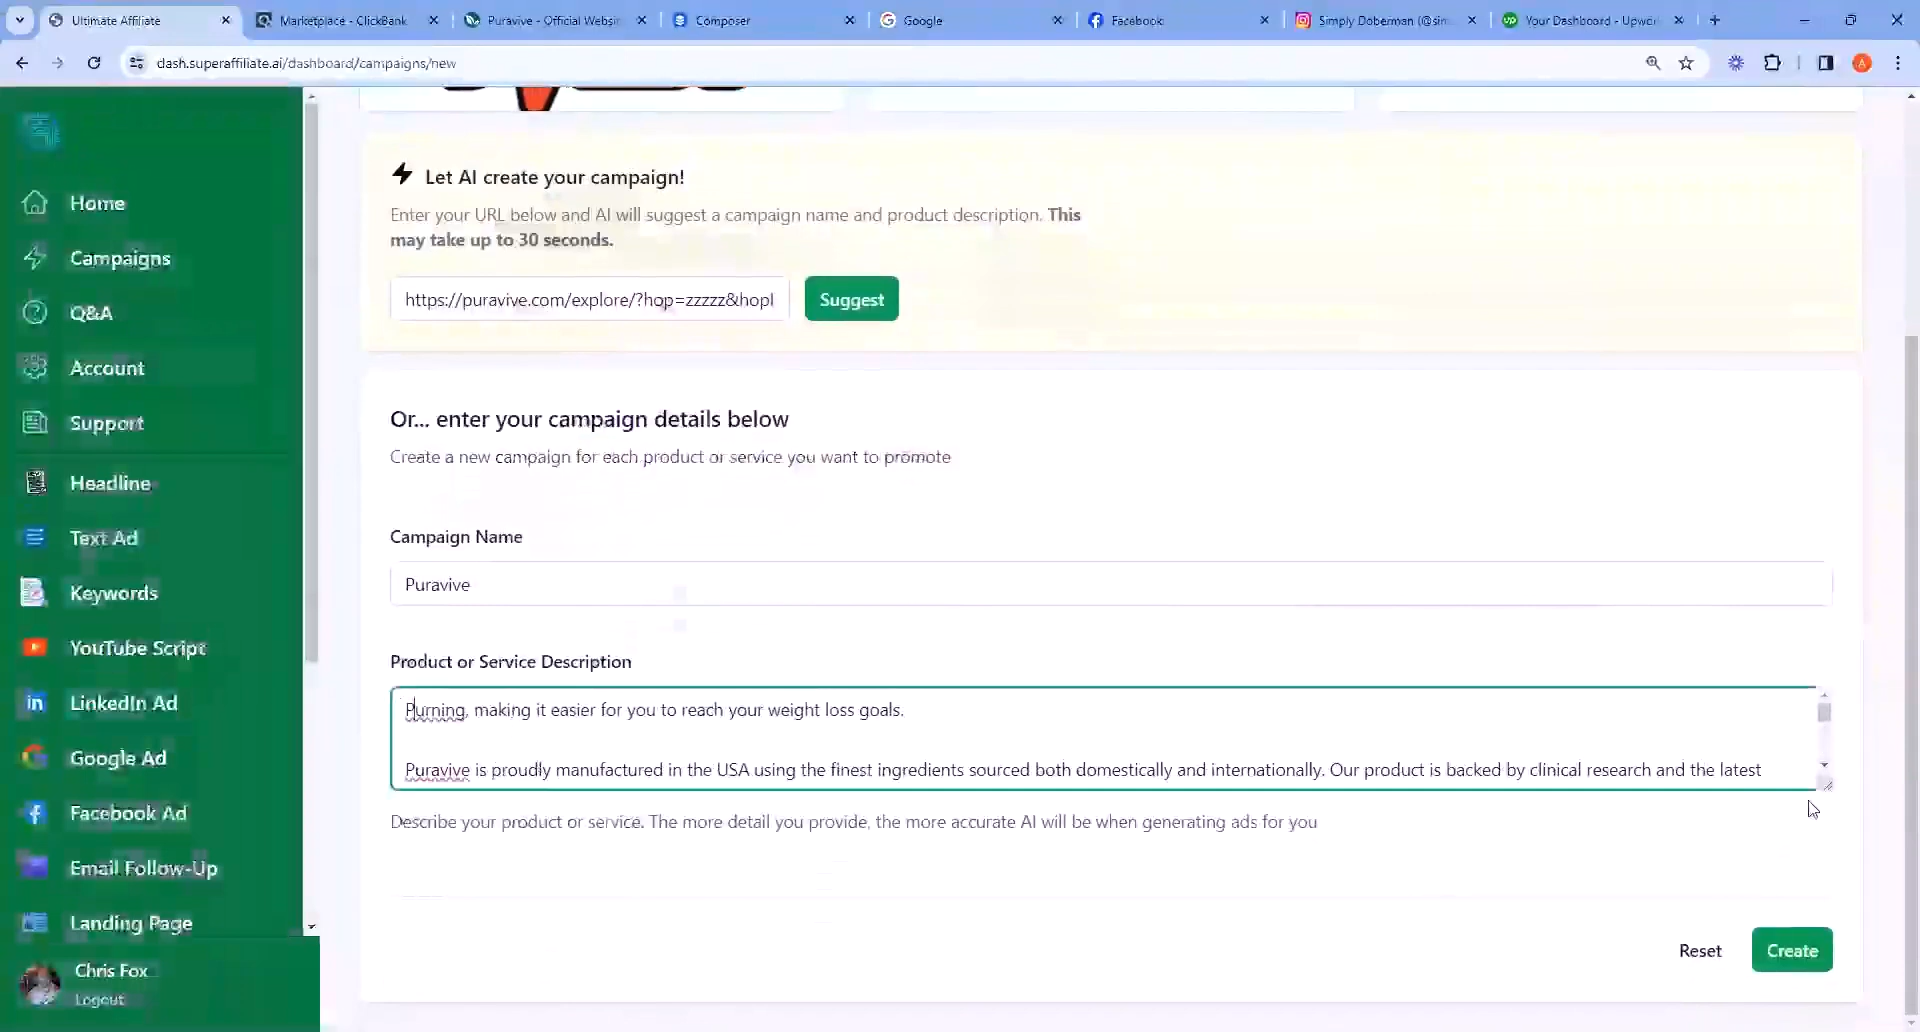 Ultimate Affiliate
Marketplace - ClickBank
Puravive - Official Websi
Composer
Google
Facebook
Simply Doberman (@sim
Your Dashboard - Upwor
dash.superaffiliate.ai/dashboard/campaigns/new
A
Home
Campaigns
Q&A
Account
Support
Headline
Text Ad
Keywords
YouTube Script
LinkedIn Ad
Google Ad
Facebook Ad
Email Follow-Up
Landing Page
Chris Fox
Logout
Let AI create your campaign!
Enter your URL below and AI will suggest a campaign name and product description. This
may take up to 30 seconds.
https://puravive.com/explore/?hop=zzzzz&hopl
Suggest
Or... enter your campaign details below
Create a new campaign for each product or service you want to promote
Campaign Name
Puravive
Product or Service Description
Purning, making it easier for you to reach your weight loss goals.
Puravive is proudly manufactured in the USA using the finest ingredients sourced both domestically and internationally. Our product is backed by clinical research and the latest
Describe your product or service. The more detail you provide, the more accurate AI will be when generating ads for you
Reset
Create